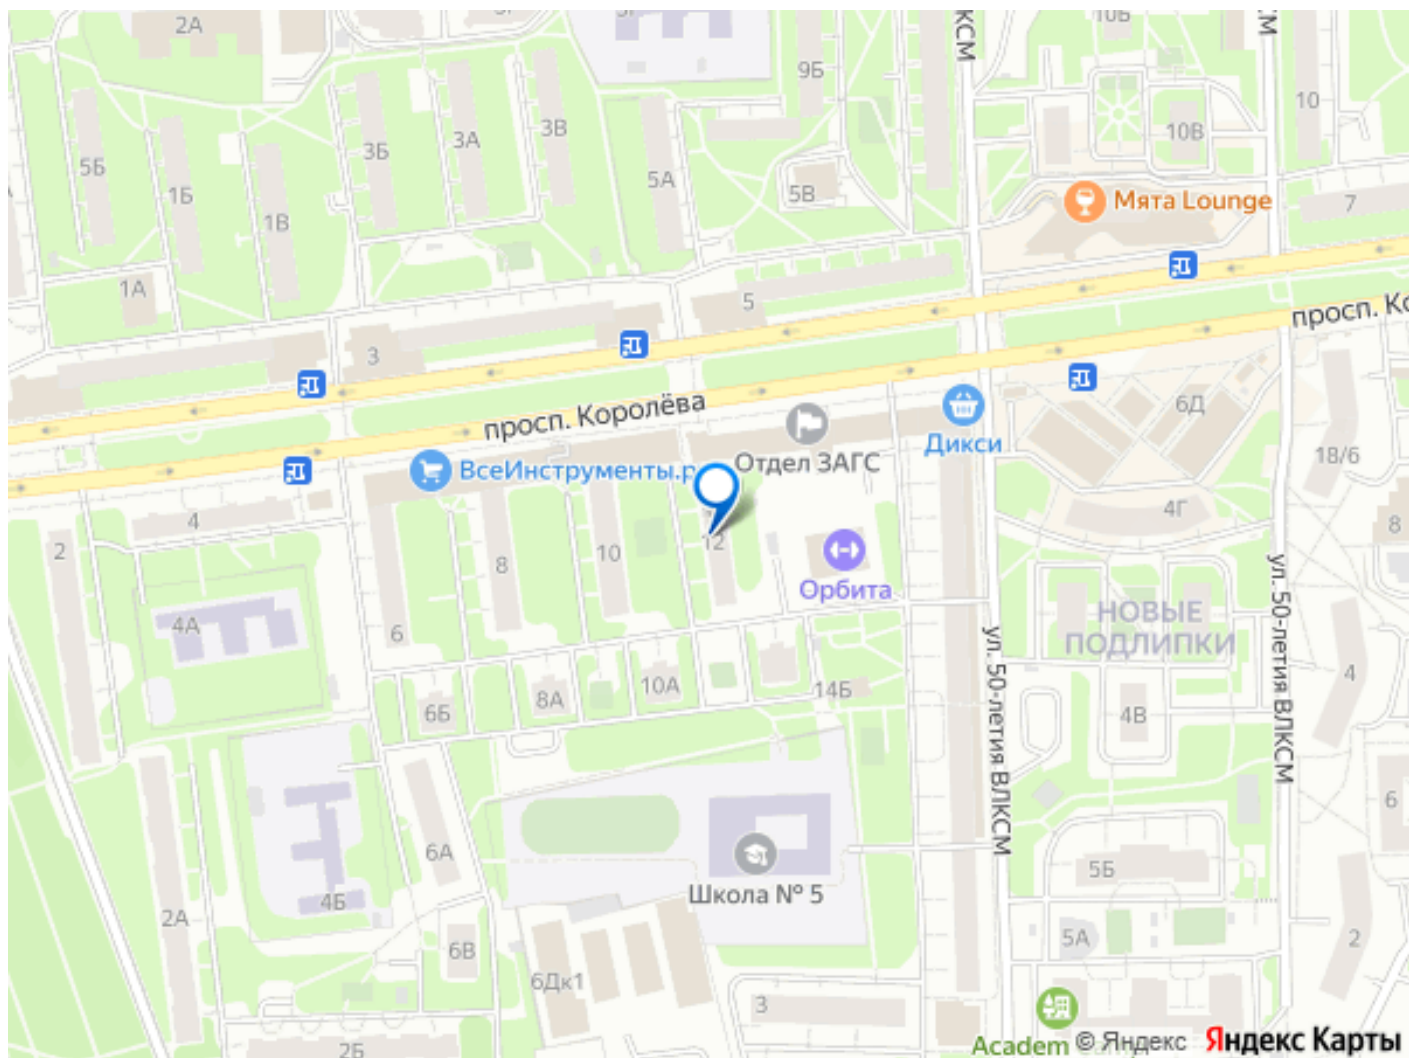 2А
10Б
ВЛКСМ
9Б
10
3В
3А
3Б
10В
5Б
5А
1Б
5В
Мята Lounge
7
1В
1А
5
просп. Ко
3
просп. Королёва
6Д
Отдел ЗАГС
Дикси
ВсеИнструменты.р
18/6
4
4Г
8
2
12
10
8
Орбита
ул. 50-летия ВЛКСМ
ул. 50-летия ВЛКСМ
НОВЫЕ
ПОДЛИПКИ
4А
6
4
10А
14Б
8А
6Б
4В
6
6А
5Б
Школа № 5
4Б
2А
5А
2
6В
6Дк1
3
2Б
Academ
© Яндекс Яндекс Карты